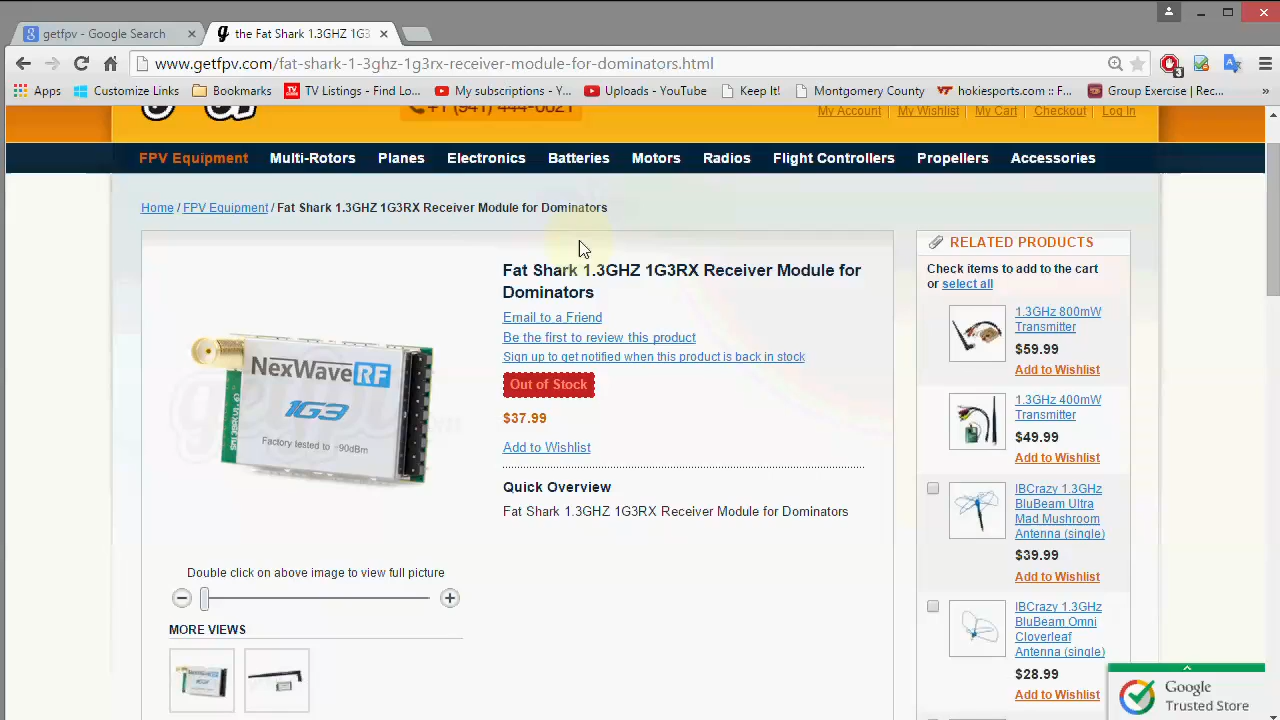 getfpv - Google Search
the Fat Shark 1.3GHZ 1G3
www.getfpv.com/fat-shark-1-3ghz-1g3rx-receiver-module-for-dominators.html
Apps
Customize Links
Bookmarks
TV Listings - Find Lo...
My subscriptions - Y...
Uploads - YouTube
Keep It!
Montgomery County
hokiesports.com :: F...
Group Exercise | Rec...
3
+1 (941) 444-0021
My Account
My Wishlist
My Cart
Checkout
Log In
FPV Equipment
Multi-Rotors
Planes
Electronics
Batteries
Motors
Radios
Flight Controllers
Propellers
Accessories
Home / FPV Equipment / Fat Shark 1.3GHZ 1G3RX Receiver Module for Dominators
NexWaveRF
1G3
Factory tested to -90dBm
Double click on above image to view full picture
MORE VIEWS
Fat Shark 1.3GHZ 1G3RX Receiver Module for
Dominators
Email to a Friend
Be the first to review this product
Sign up to get notified when this product is back in stock
Out of Stock
$37.99
Add to Wishlist
Quick Overview
Fat Shark 1.3GHZ 1G3RX Receiver Module for Dominators
RELATED PRODUCTS
Check items to add to the cart
or select all
1.3GHz 800mW
Transmitter
$59.99
Add to Wishlist
1.3GHz 400mW
Transmitter
$49.99
Add to Wishlist
IBCrazy 1.3GHz
BluBeam Ultra
Mad Mushroom
Antenna (single)
$39.99
Add to Wishlist
IBCrazy 1.3GHz
BluBeam Omni
Cloverleaf
Antenna (single)
$28.99
Add to Wishlist
Google
Trusted Store